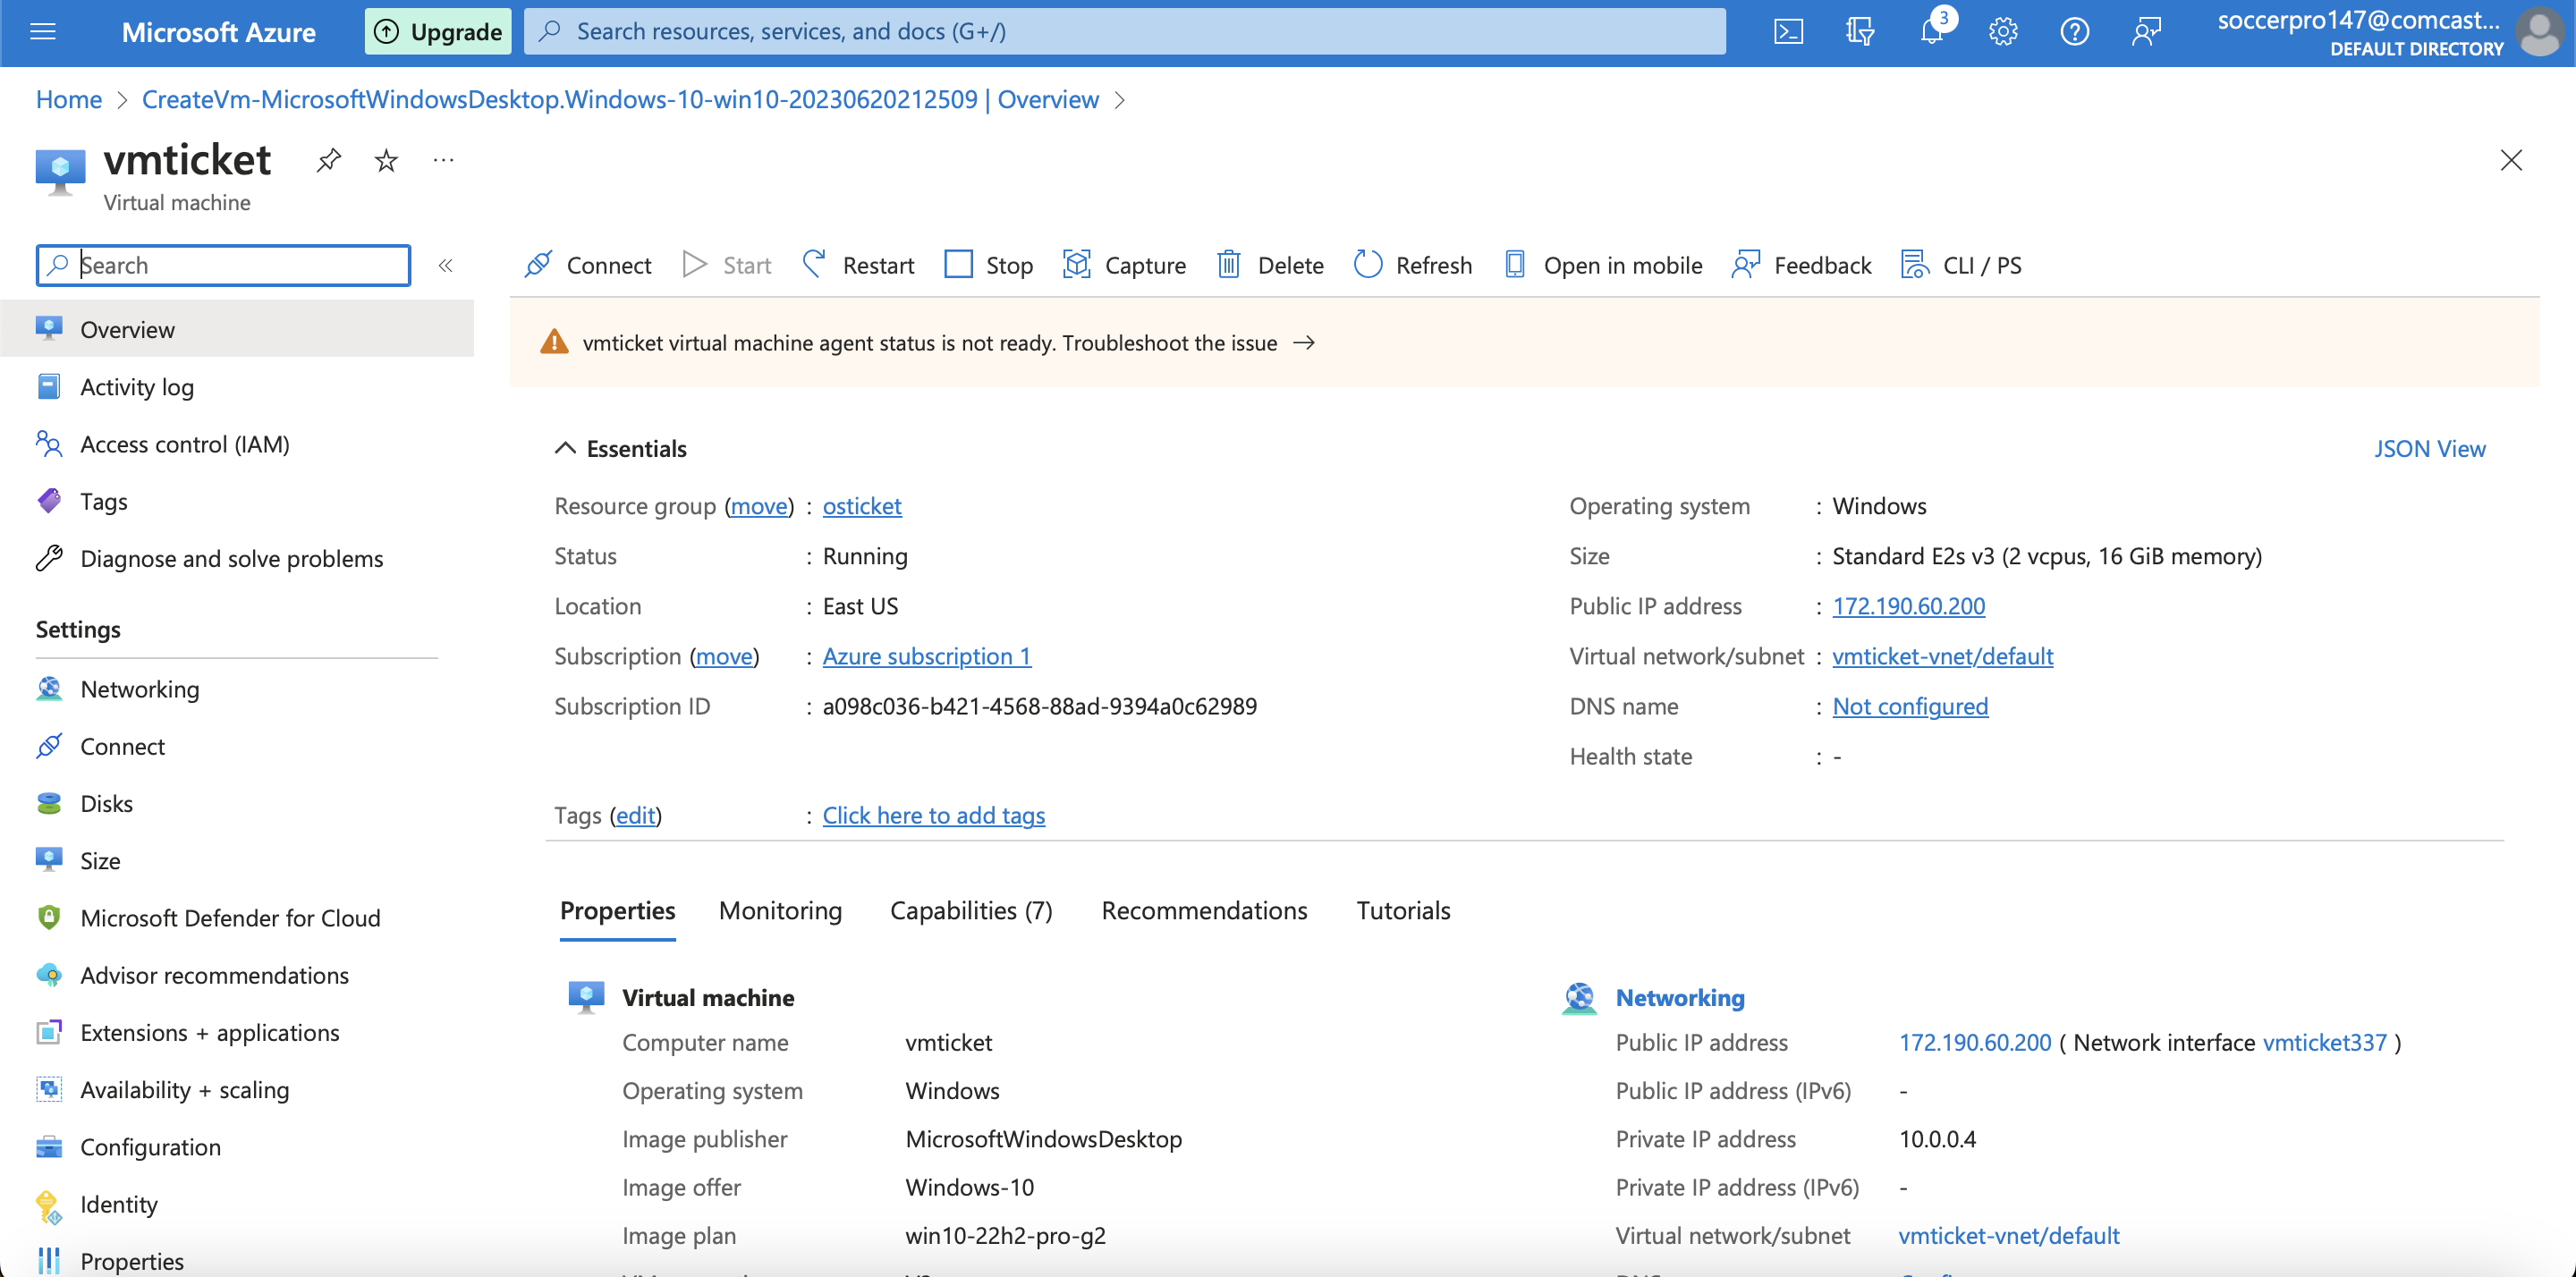 Microsoft Azure
Upgrade
Search resources, services, and docs (G+/)
3
soccerpro147@comcast...
DEFAULT DIRECTORY
Home > CreateVm-MicrosoftWindowsDesktop.Windows-10-win10-20230620212509 | Overview >
vmticket
Virtual machine
Search
Connect Start Restart Stop Capture Delete Refresh Open in mobile Feedback CLI / PS
vmticket virtual machine agent status is not ready. Troubleshoot the issue →
Overview
Activity log
Access control (IAM)
Tags
Diagnose and solve problems
Settings
Networking
Connect
Disks
Size
Microsoft Defender for Cloud
Advisor recommendations
Extensions + applications
Availability + scaling
Configuration
Identity
Properties
Essentials
JSON View
Resource group (move) : osticket
Status : Running
Location : East US
Subscription (move) : Azure subscription 1
Subscription ID : a098c036-b421-4568-88ad-9394a0c62989
Operating system : Windows
Size : Standard E2s v3 (2 vcpus, 16 GiB memory)
Public IP address : 172.190.60.200
Virtual network/subnet : vmticket-vnet/default
DNS name : Not configured
Health state : -
Tags (edit) : Click here to add tags
Properties Monitoring Capabilities (7) Recommendations Tutorials
Virtual machine
Computer name vmticket
Operating system Windows
Image publisher MicrosoftWindowsDesktop
Image offer Windows-10
Image plan win10-22h2-pro-g2
Networking
Public IP address 172.190.60.200 ( Network interface vmticket337 )
Public IP address (IPv6) -
Private IP address 10.0.0.4
Private IP address (IPv6) -
Virtual network/subnet vmticket-vnet/default